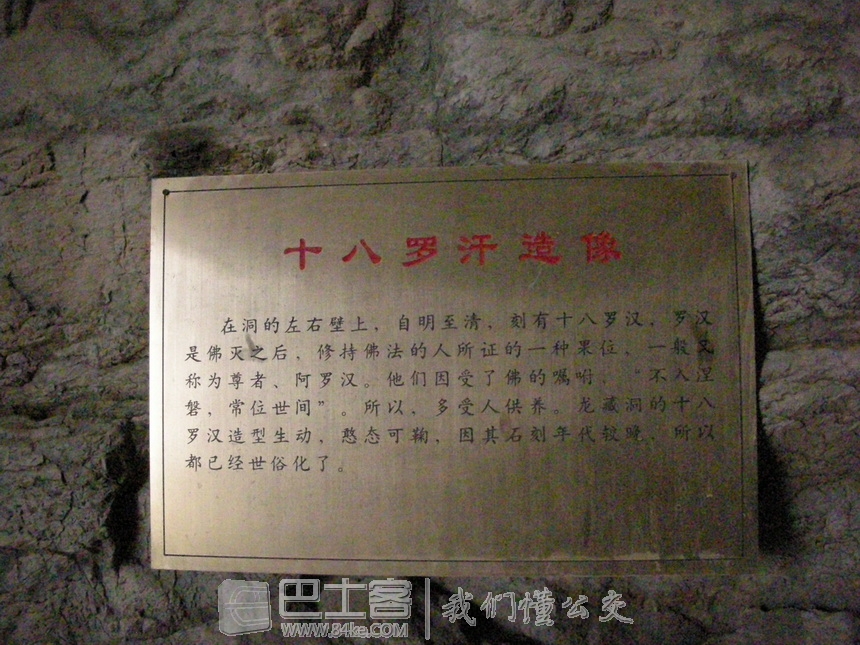 十八罗汗造像
在洞的左右壁上，自明至清，刻有十八罗汉，罗汉
是佛灭之后，修持佛法的人所证的一种果位，一般又
称为尊者、阿罗汉。他们因受了佛的嘱咐，“不入涅
磐，常位世间”。所以，多受人供养。龙藏洞的十八
罗汉造型生动，憨态可鞠，因其石刻年代较晚，所以
都已经世俗化了。
巴士客 我们懂公交
www.84ke.com